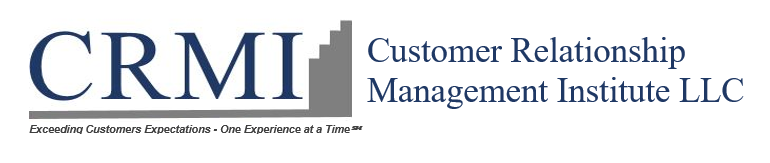 CRMI
Customer Relationship
Management Institute LLC
Exceeding Customers Expectations - One Experience at a Time℠